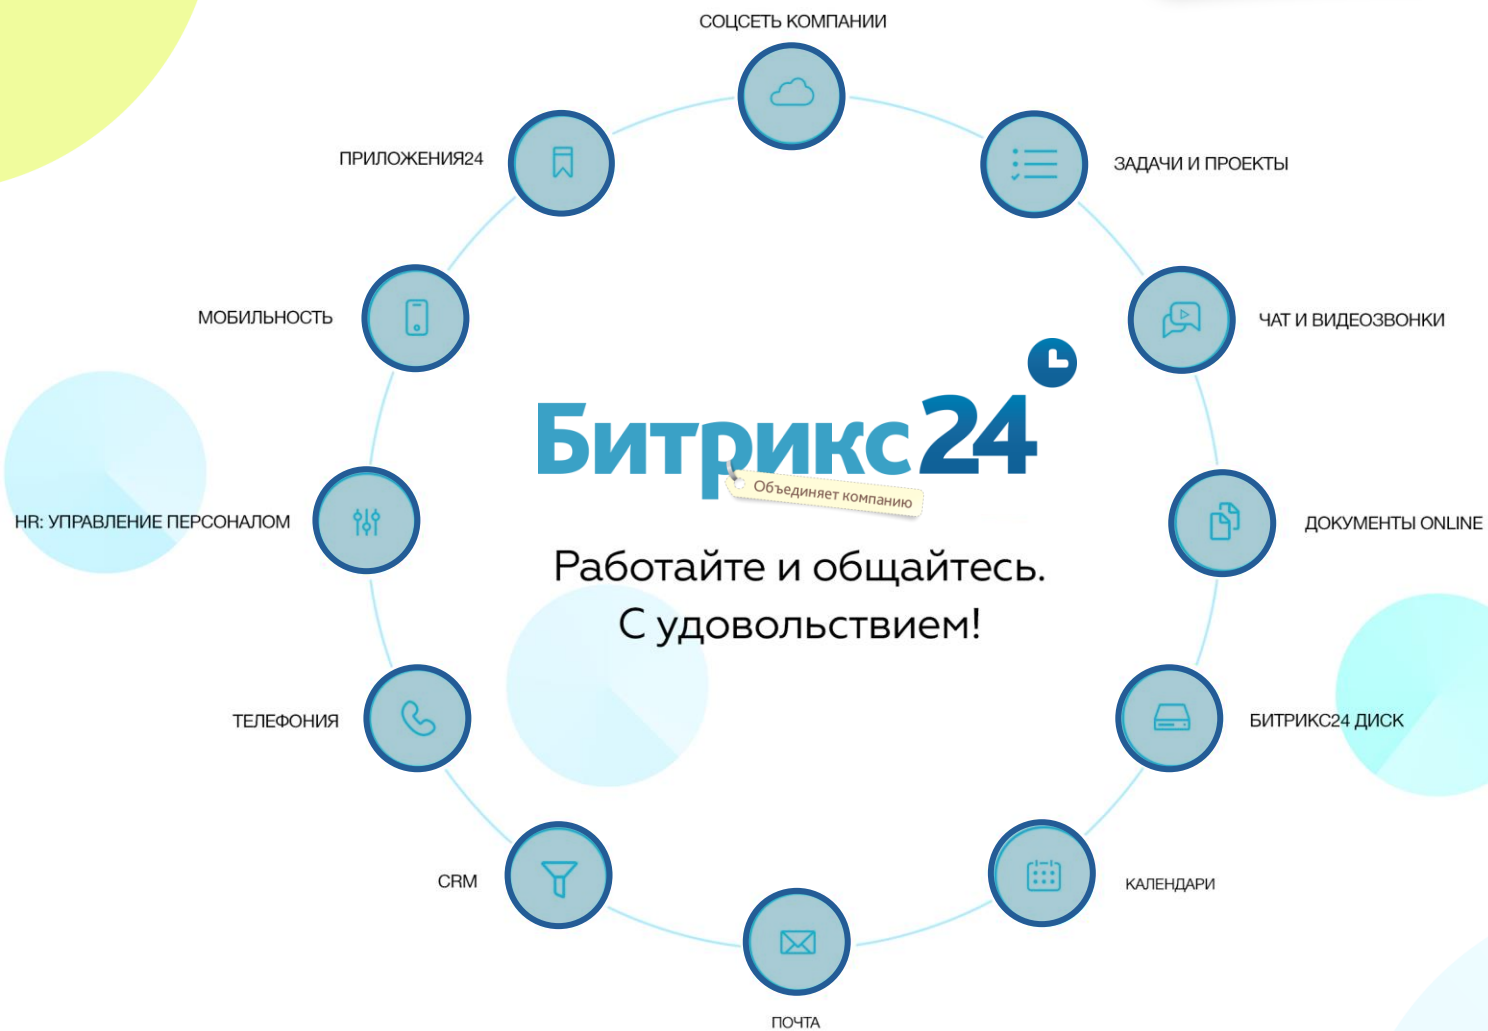 СОЦСЕТЬ КОМПАНИИ
ПРИЛОЖЕНИЯ24
ЗАДАЧИ И ПРОЕКТЫ
МОБИЛЬНОСТЬ
ЧАТ И ВИДЕОЗВОНКИ
Битрикс24
Объединяет компанию
HR: УПРАВЛЕНИЕ ПЕРСОНАЛОМ
ДОКУМЕНТЫ ONLINE
Работайте и общайтесь.
С удовольствием!
ТЕЛЕФОНИЯ
БИТРИКС24 ДИСК
CRM
КАЛЕНДАРИ
ПОЧТА